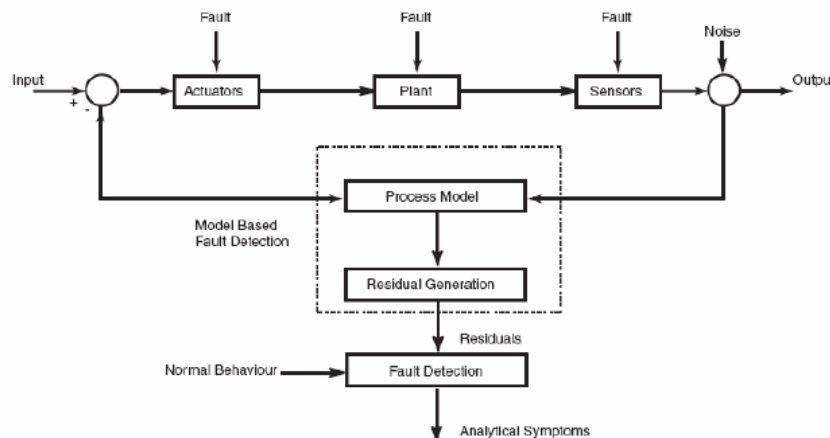 Fault
Fault
Fault
Noise
Input
+
-
Actuators
Plant
Sensors
Outpu
Process Model
Model Based
Fault Detection
Residual Generation
Residuals
Normal Behaviour
Fault Detection
Analytical Symptoms